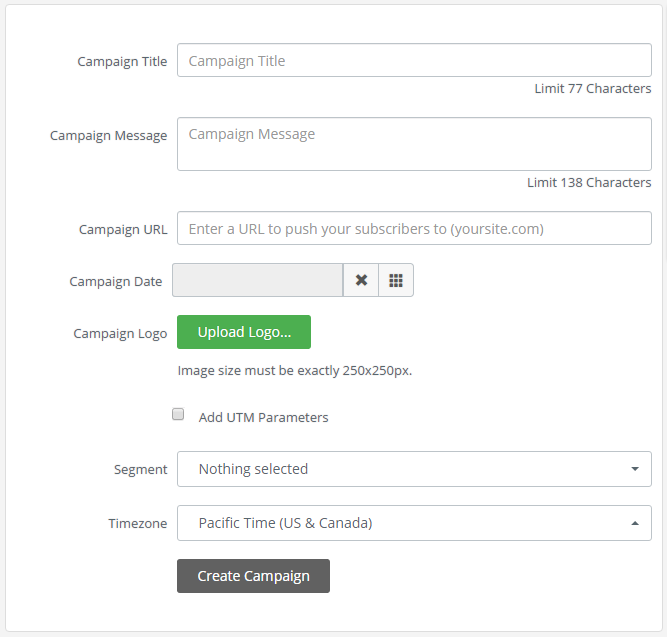 Campaign Title Campaign Title
Limit 77 Characters
Campaign Message Campaign Message
Limit 138 Characters
Campaign URL Enter a URL to push your subscribers to (yoursite.com)
Campaign Date
Campaign Logo Upload Logo...
Image size must be exactly 250x250px.
Add UTM Parameters
Segment Nothing selected
Timezone Pacific Time (US & Canada)
Create Campaign